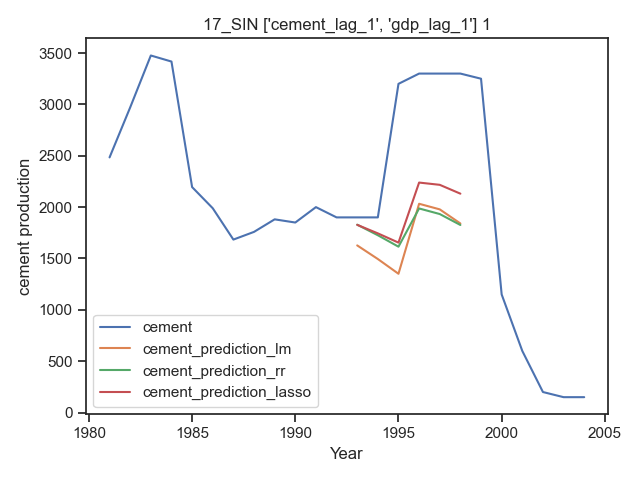 17_SIN ['cement_lag_1', 'gdp_lag_1'] 1
3500
3000
2500
2000
1500
1000
500
0
cement production
cement
cement_prediction_lm
cement_prediction_rr
cement_prediction_lasso
1980 1985 1990 1995 2000 2005
Year